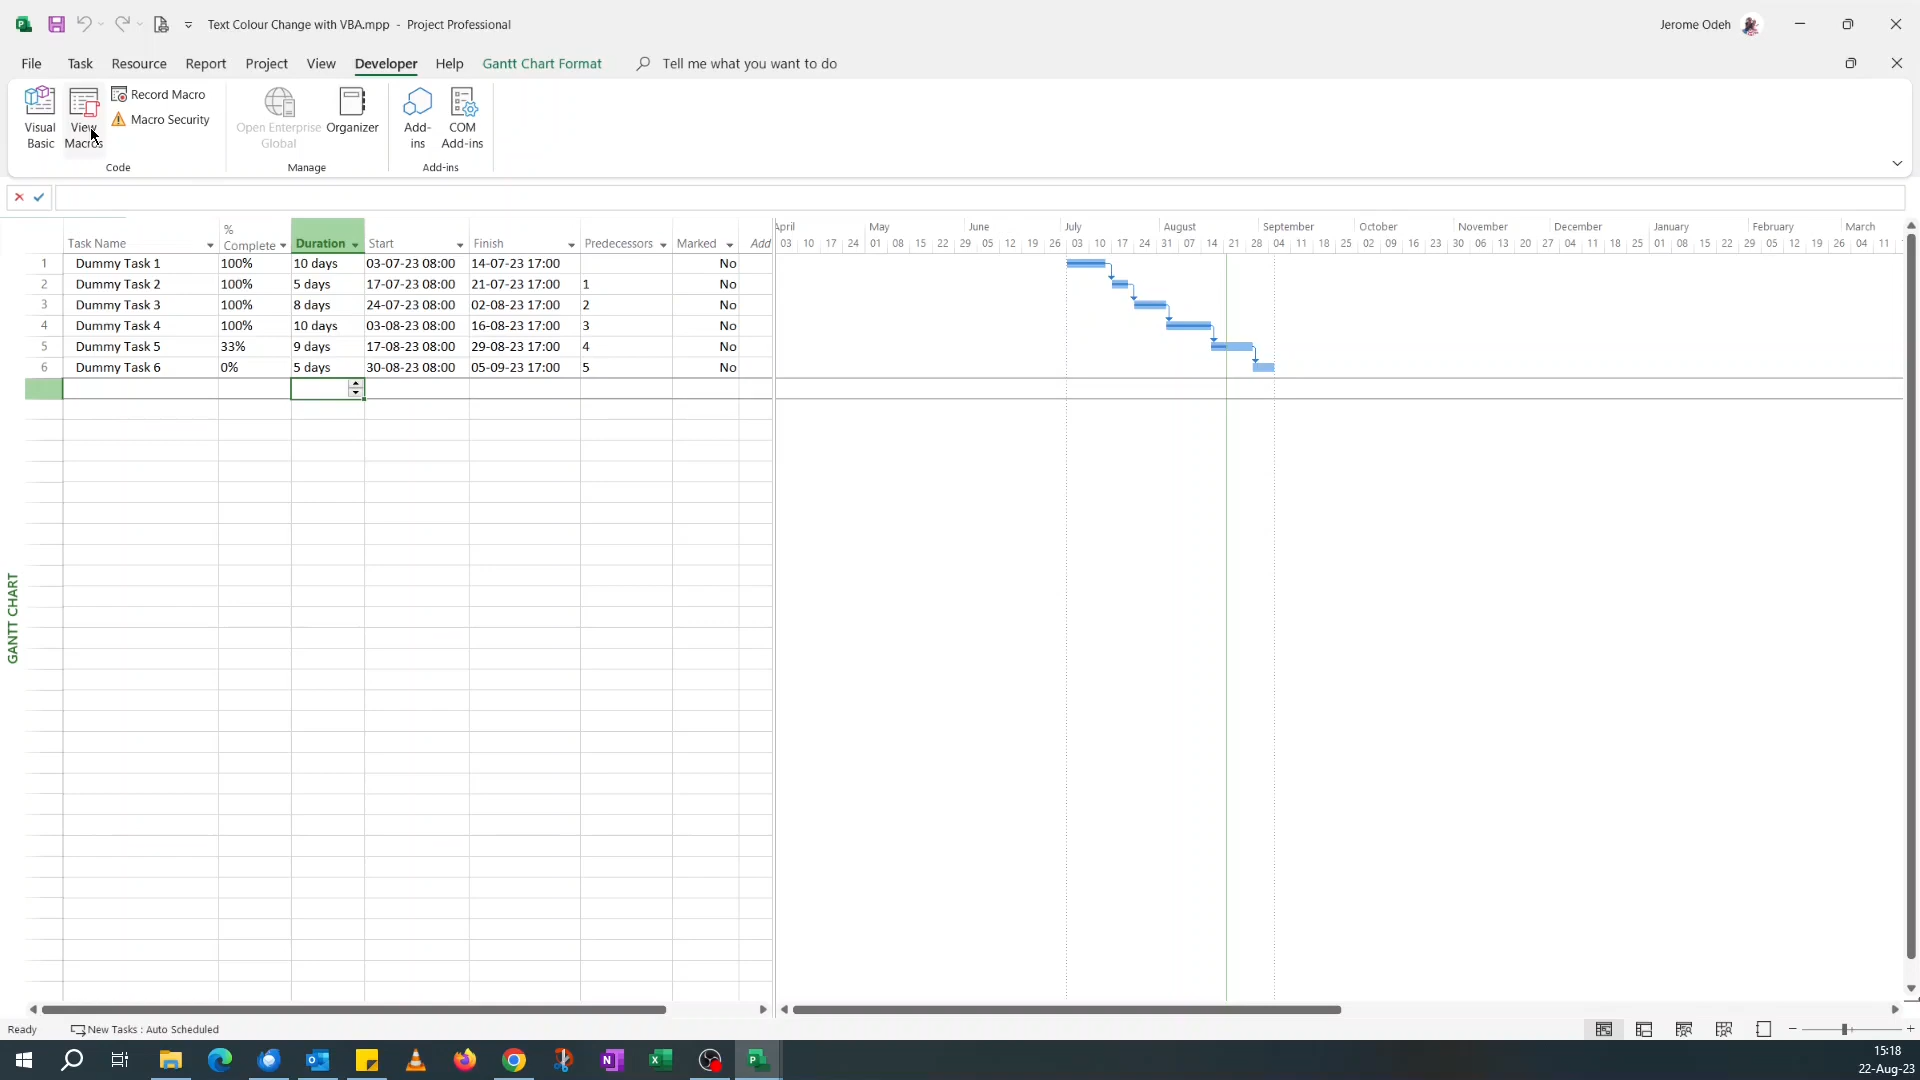 Text Colour Change with VBA.mpp - Project Professional
Jerome Odeh
File Task Resource Report Project View Developer Help Gantt Chart Format Tell me what you want to do
Visual Basic
View Macros
Record Macro
Macro Security
Code
Open Enterprise Global
Organizer
Manage
Add-ins
COM Add-ins
Add-ins
Task Name % Complete Duration Start Finish Predecessors Marked Add
1 Dummy Task 1 100% 10 days 03-07-23 08:00 14-07-23 17:00 No
2 Dummy Task 2 100% 5 days 17-07-23 08:00 21-07-23 17:00 1 No
3 Dummy Task 3 100% 8 days 24-07-23 08:00 02-08-23 17:00 2 No
4 Dummy Task 4 100% 10 days 03-08-23 08:00 16-08-23 17:00 3 No
5 Dummy Task 5 33% 9 days 17-08-23 08:00 29-08-23 17:00 4 No
6 Dummy Task 6 0% 5 days 30-08-23 08:00 05-09-23 17:00 5 No
April May June July August September October November December January February March
03 10 17 24 01 08 15 22 29 05 12 19 26 03 10 17 24 31 07 14 21 28 04 11 18 25 02 09 16 23 30 06 13 20 27 04 11 18 25 01 08 15 22 29 05 12 19 26 04 11
GANTT CHART
Ready New Tasks : Auto Scheduled
15:18
22-Aug-23